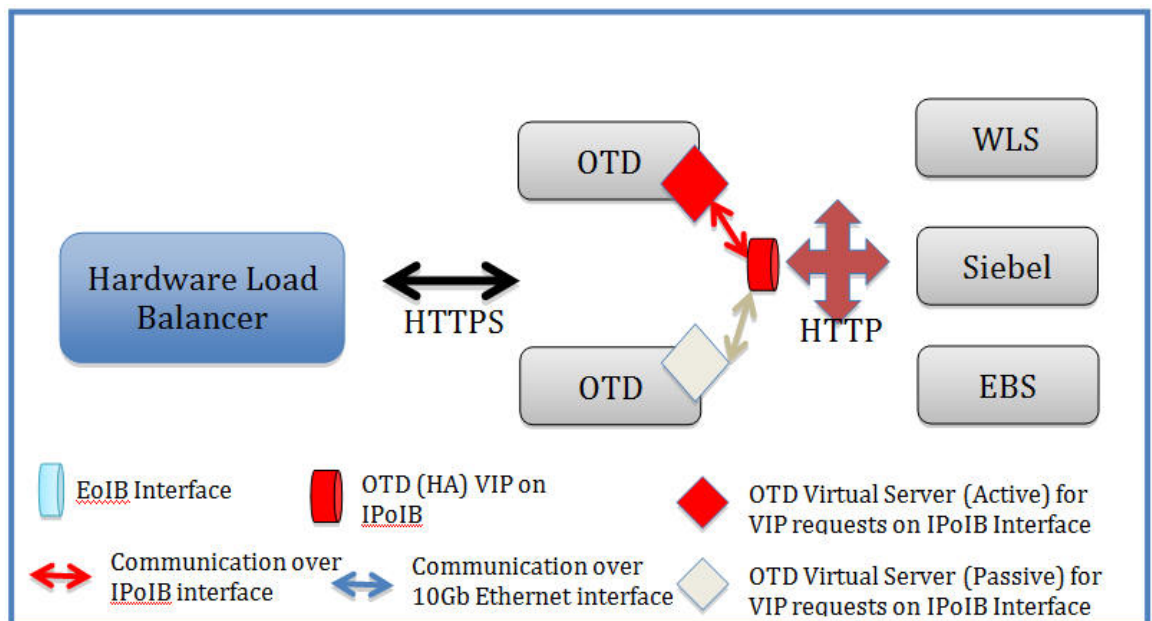 OTD
WLS
Hardware Load
Balancer
HTTPS
HTTP
Siebel
OTD
EBS
EoIB Interface
OTD (HA) VIP on
IPoIB
OTD Virtual Server (Active) for
VIP requests on IPoIB Interface
Communication over
IPoIB interface
Communication over
10Gb Ethernet interface
OTD Virtual Server (Passive) for
VIP requests on IPoIB Interface